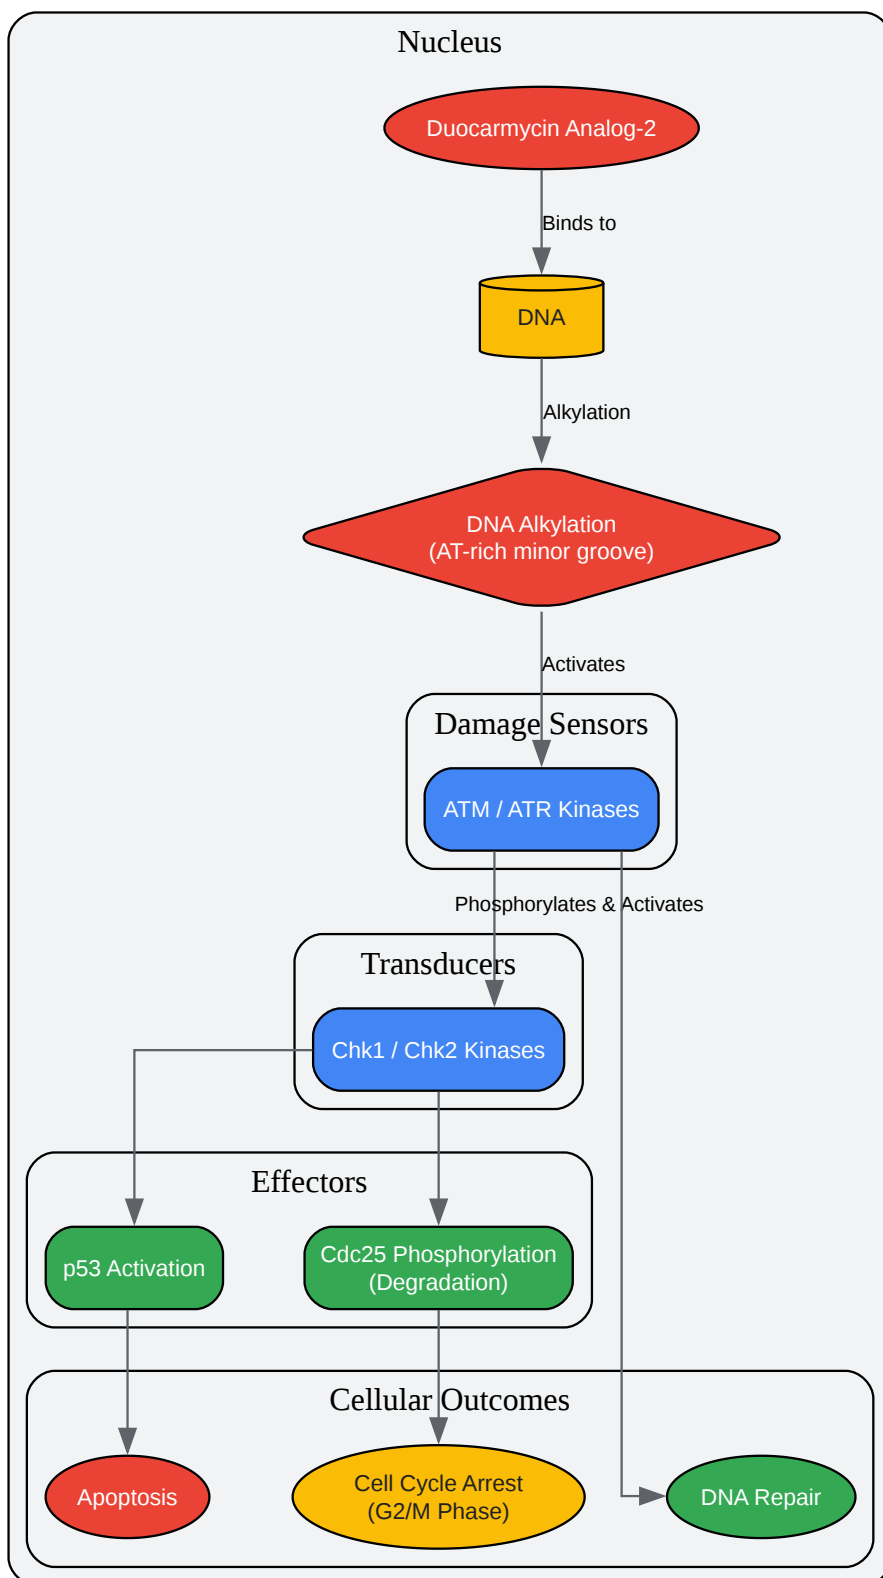 Nucleus
Duocarmycin Analog-2
Binds to
DNA
Alkylation
DNA Alkylation
(AT-rich minor groove)
Activates
Damage Sensors
ATM / ATR Kinases
Phosphorylates & Activates
Transducers
Chk1 / Chk2 Kinases
Effectors
p53 Activation
Cdc25 Phosphorylation
(Degradation)
Cellular Outcomes
Apoptosis
Cell Cycle Arrest
(G2/M Phase)
DNA Repair